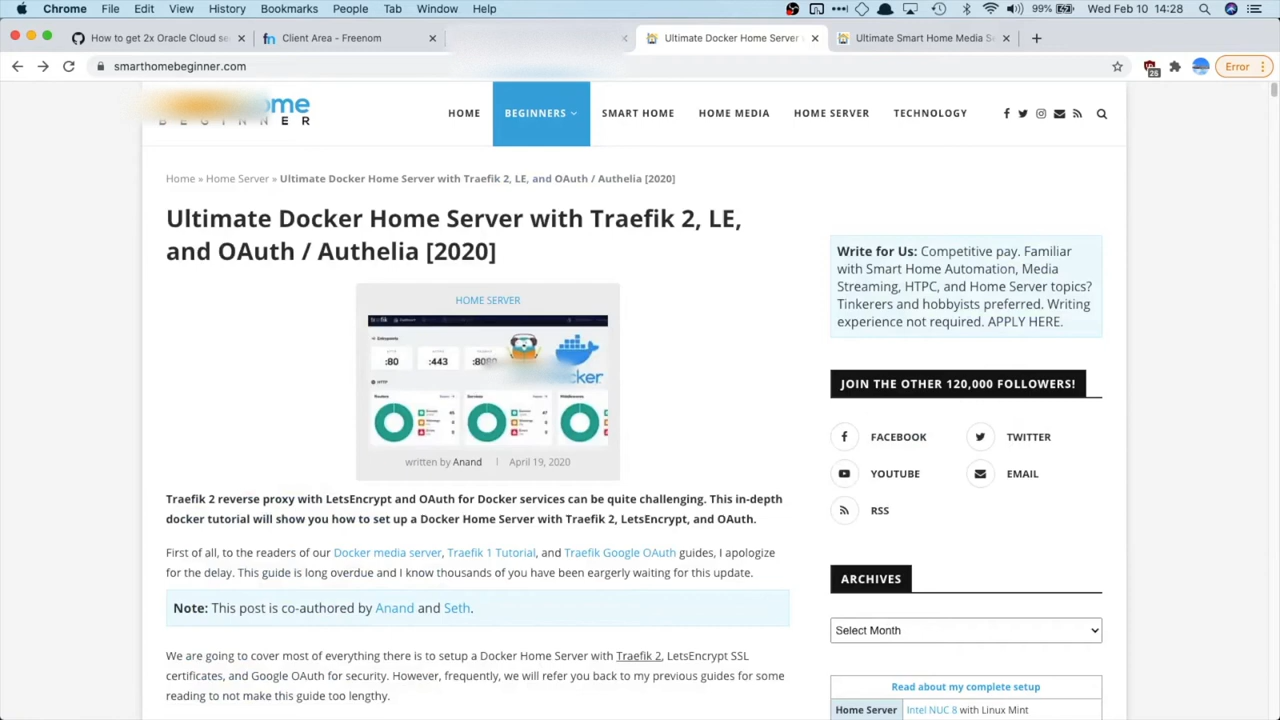 Chrome File Edit View History Bookmarks People Tab Window Help 99% Wed Feb 10 14:28
How to get 2x Oracle Cloud se Client Area – Freenom Ultimate Docker Home Server Ultimate Smart Home Media S
smarthomebeginner.com 25 Error
ome
BEGINNER
HOME BEGINNERS SMART HOME HOME MEDIA HOME SERVER TECHNOLOGY
Home » Home Server » Ultimate Docker Home Server with Traefik 2, LE, and OAuth / Authelia [2020]
Ultimate Docker Home Server with Traefik 2, LE,
and OAuth / Authelia [2020]
HOME SERVER
:80 :443 :8080
cker
written by Anand | April 19, 2020
Traefik 2 reverse proxy with LetsEncrypt and OAuth for Docker services can be quite challenging. This in-depth
docker tutorial will show you how to set up a Docker Home Server with Traefik 2, LetsEncrypt, and OAuth.
First of all, to the readers of our Docker media server, Traefik 1 Tutorial, and Traefik Google OAuth guides, I apologize
for the delay. This guide is long overdue and I know thousands of you have been eargerly waiting for this update.
Note: This post is co-authored by Anand and Seth.
We are going to cover most of everything there is to setup a Docker Home Server with Traefik 2, LetsEncrypt SSL
certificates, and Google OAuth for security. However, frequently, we will refer you back to my previous guides for some
reading to not make this guide too lengthy.
Write for Us: Competitive pay. Familiar
with Smart Home Automation, Media
Streaming, HTPC, and Home Server topics?
Tinkerers and hobbyists preferred. Writing
experience not required. APPLY HERE.
JOIN THE OTHER 120,000 FOLLOWERS!
FACEBOOK TWITTER
YOUTUBE EMAIL
RSS
ARCHIVES
Select Month
Read about my complete setup
Home Server Intel NUC 8 with Linux Mint